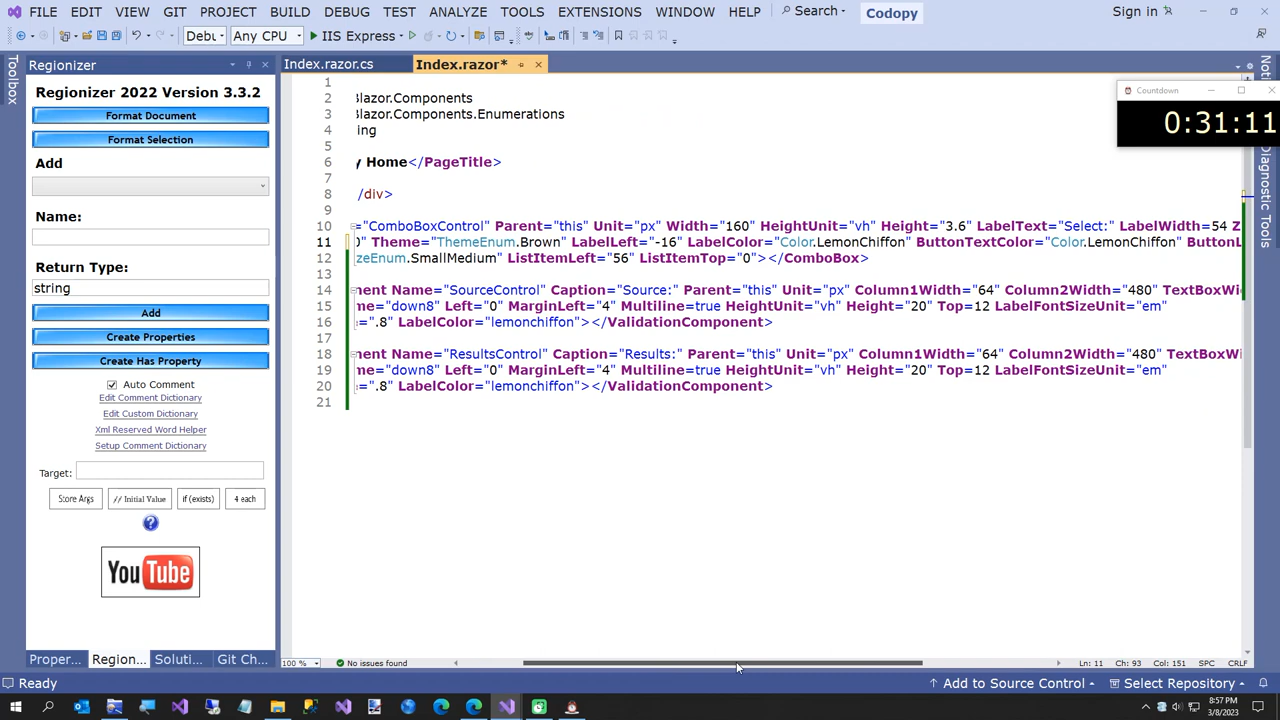 FILE EDIT VIEW GIT PROJECT BUILD DEBUG TEST ANALYZE TOOLS EXTENSIONS WINDOW HELP Search Codopy Sign in
Debu Any CPU IIS Express
Toolbox
Regionizer
Index.razor.cs Index.razor*
Countdown
0:31:11
Diagnostic Tools
Regionizer 2022 Version 3.3.2
Format Document
Format Selection
Add
Name:
Return Type:
string
Add
Create Properties
Create Has Property
Auto Comment
Edit Comment Dictionary
Edit Custom Dictionary
Xml Reserved Word Helper
Setup Comment Dictionary
Target:
Store Args // Initial Value if (exists) 4 each
?
YouTube
Proper... Region... Soluti... Git Ch...
1
2 Blazor.Components
3 Blazor.Components.Enumerations
4 ing
5
6 y Home</PageTitle>
7
8 /div>
9
10 ="ComboBoxControl" Parent="this" Unit="px" Width="160" HeightUnit="vh" Height="3.6" LabelText="Select:" LabelWidth=54 Z
11 )" Theme="ThemeEnum.Brown" LabelLeft="-16" LabelColor="Color.LemonChiffon" ButtonTextColor="Color.LemonChiffon" ButtonL
12 zeEnum.SmallMedium" ListItemLeft="56" ListItemTop="0"></ComboBox>
13
14 nent Name="SourceControl" Caption="Source:" Parent="this" Unit="px" Column1Width="64" Column2Width="480" TextBoxWi
15 me="down8" Left="0" MarginLeft="4" Multiline=true HeightUnit="vh" Height="20" Top=12 LabelFontSizeUnit="em"
16 =".8" LabelColor="lemonchiffon"></ValidationComponent>
17
18 nent Name="ResultsControl" Caption="Results:" Parent="this" Unit="px" Column1Width="64" Column2Width="480" TextBoxWi
19 me="down8" Left="0" MarginLeft="4" Multiline=true HeightUnit="vh" Height="20" Top=12 LabelFontSizeUnit="em"
20 =".8" LabelColor="lemonchiffon"></ValidationComponent>
21
100 % No issues found Ln: 11 Ch: 93 Col: 151 SPC CRLF
Ready Add to Source Control Select Repository
8:57 PM
3/8/2023